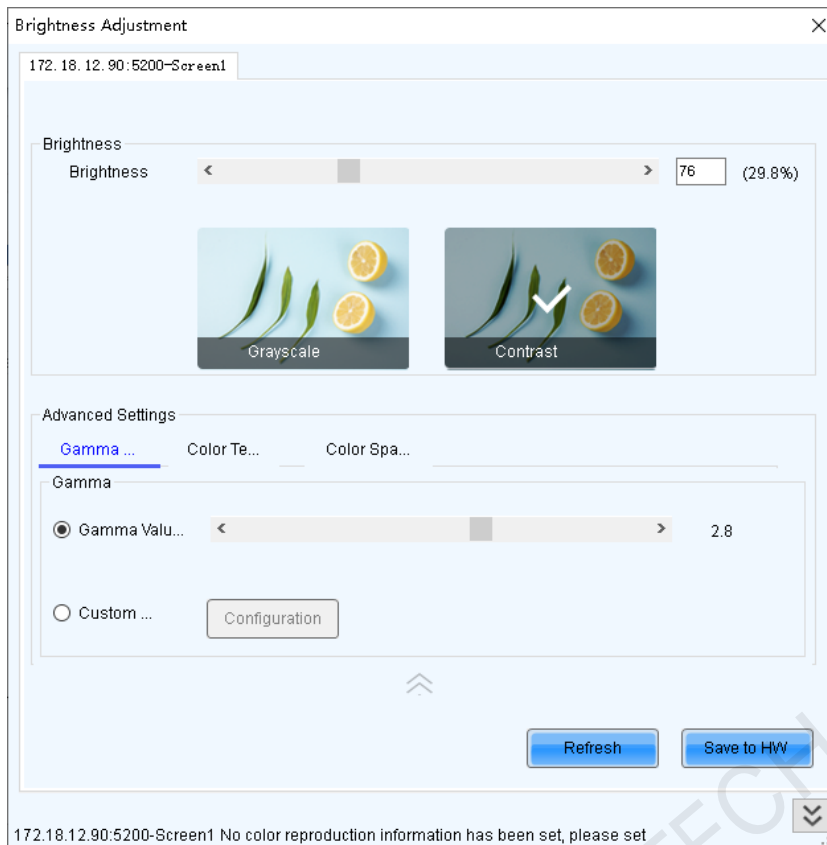 Brightness Adjustment
172.18.12.90:5200-Screen1
Brightness
Brightness 76 (29.8%)
Grayscale Contrast
Advanced Settings
Gamma ... Color Te... Color Spa...
Gamma
Gamma Valu... 2.8
Custom ... Configuration
Refresh Save to HW
TECH
172.18.12.90:5200-Screen1 No color reproduction information has been set, please set